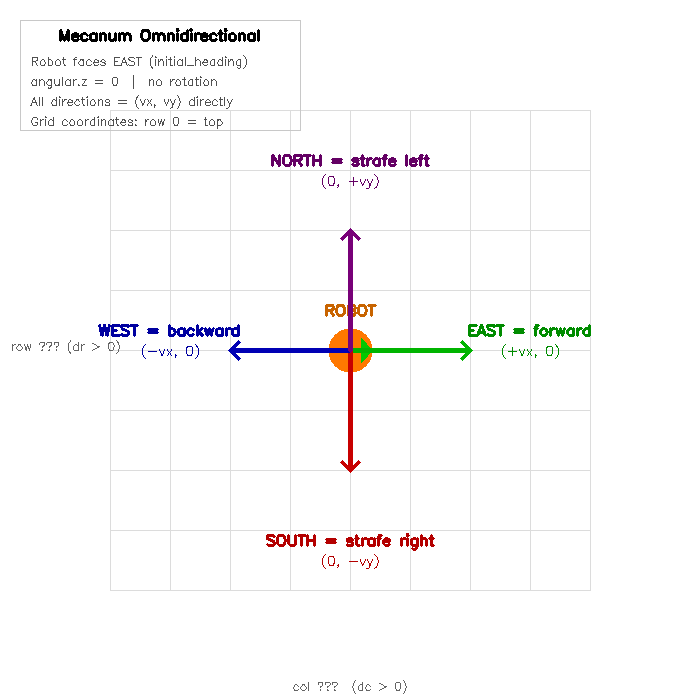 Mecanum Omnidirectional
Robot faces EAST (initial_heading)
angular.z = 0 | no rotation
All directions = (vx, vy) directly
Grid coordinates: row 0 = top
NORTH = strafe left
(0, +vy)
ROBOT
WEST = backward
(-vx, 0)
EAST = forward
(+vx, 0)
row ??? (dr > 0)
SOUTH = strafe right
(0, -vy)
col ??? (dc > 0)